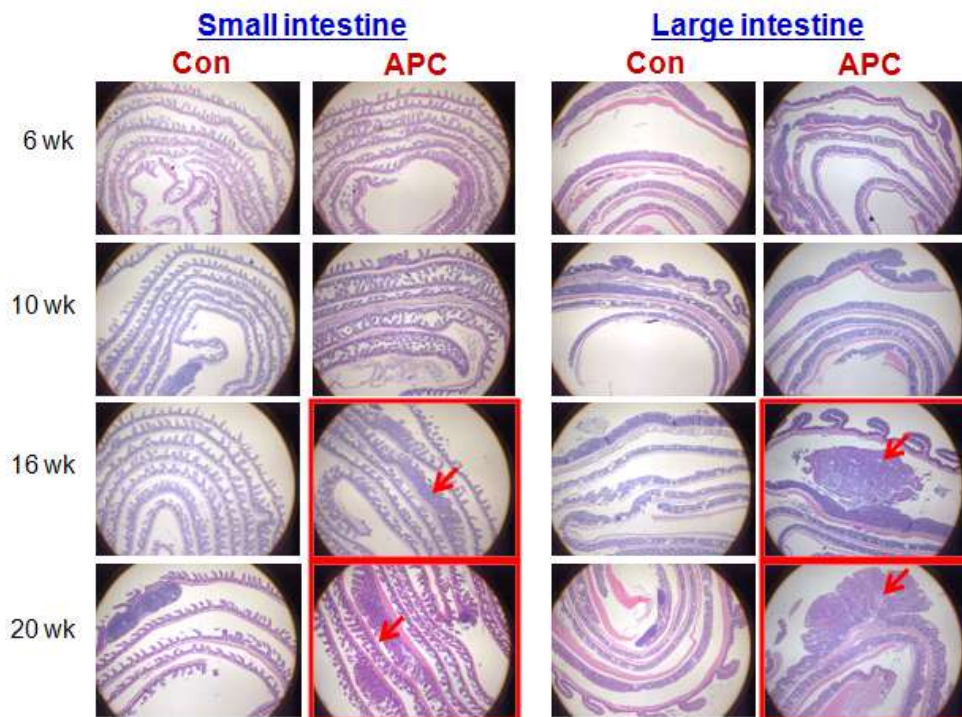 Small intestine Large intestine
Con APC Con APC
6 wk
10 wk
16 wk
20 wk